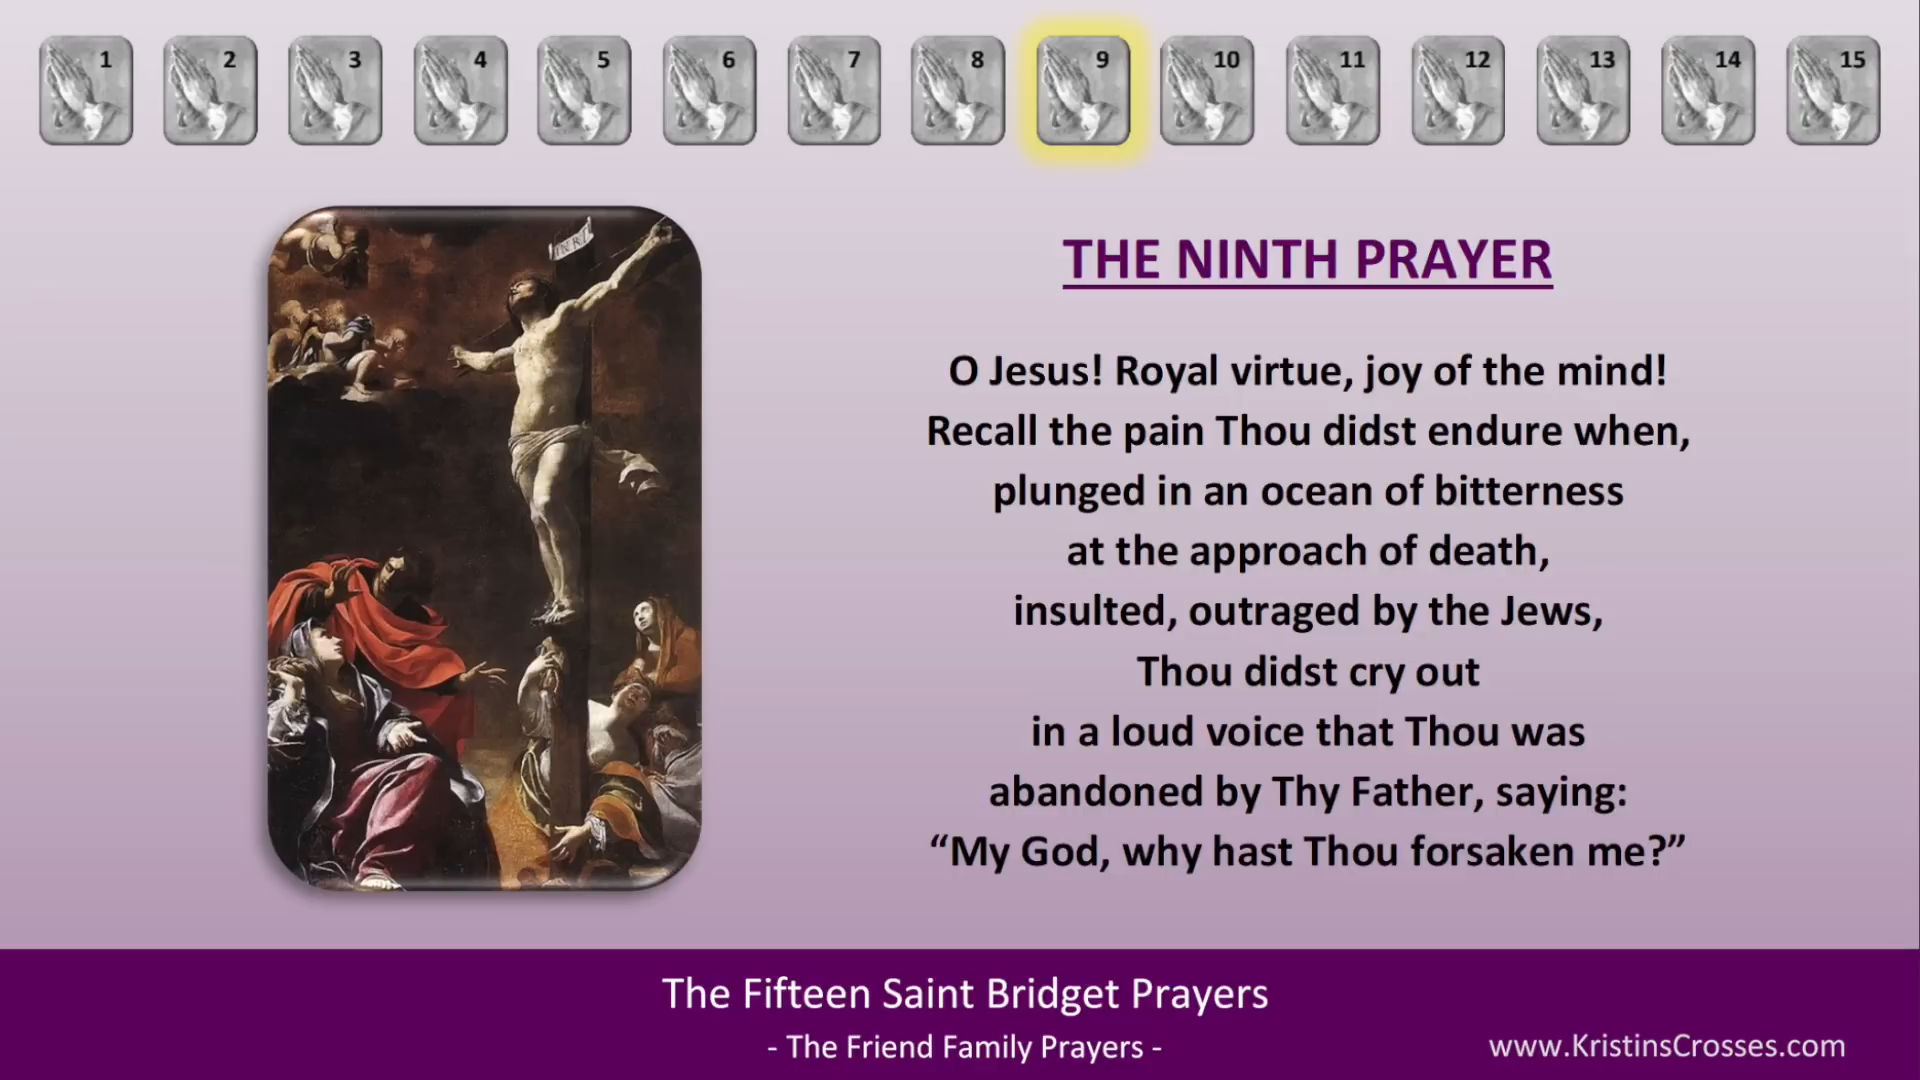 1 2 3 4 5 6 7 8 9 10 11 12 13 14 15
INRI
THE NINTH PRAYER
O Jesus! Royal virtue, joy of the mind!
Recall the pain Thou didst endure when,
plunged in an ocean of bitterness
at the approach of death,
insulted, outraged by the Jews,
Thou didst cry out
in a loud voice that Thou was
abandoned by Thy Father, saying:
“My God, why hast Thou forsaken me?”
The Fifteen Saint Bridget Prayers
- The Friend Family Prayers -
www.KristinsCrosses.com